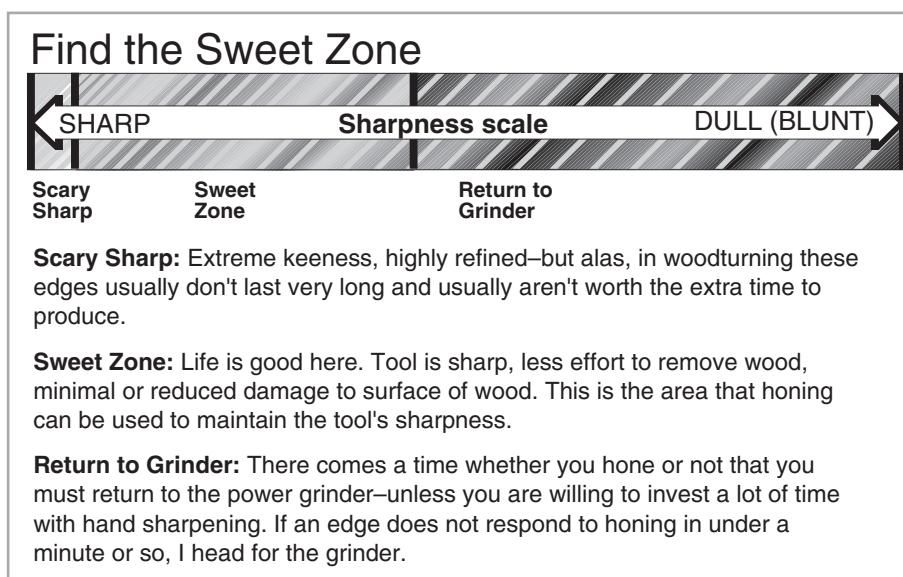 Find the Sweet Zone
SHARP Sharpness scale DULL (BLUNT)
Scary Sweet Return to
Sharp Zone Grinder
Scary Sharp: Extreme keeness, highly refined–but alas, in woodturning these
edges usually don't last very long and usually aren't worth the extra time to
produce.
Sweet Zone: Life is good here. Tool is sharp, less effort to remove wood,
minimal or reduced damage to surface of wood. This is the area that honing
can be used to maintain the tool's sharpness.
Return to Grinder: There comes a time whether you hone or not that you
must return to the power grinder–unless you are willing to invest a lot of time
with hand sharpening. If an edge does not respond to honing in under a
minute or so, I head for the grinder.